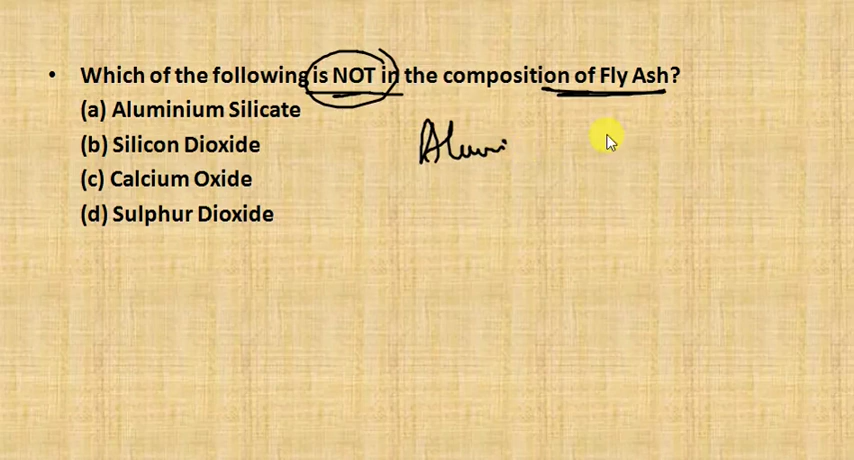 • Which of the following is NOT in the composition of Fly Ash?
(a) Aluminium Silicate
(b) Silicon Dioxide
Alumi
(c) Calcium Oxide
(d) Sulphur Dioxide